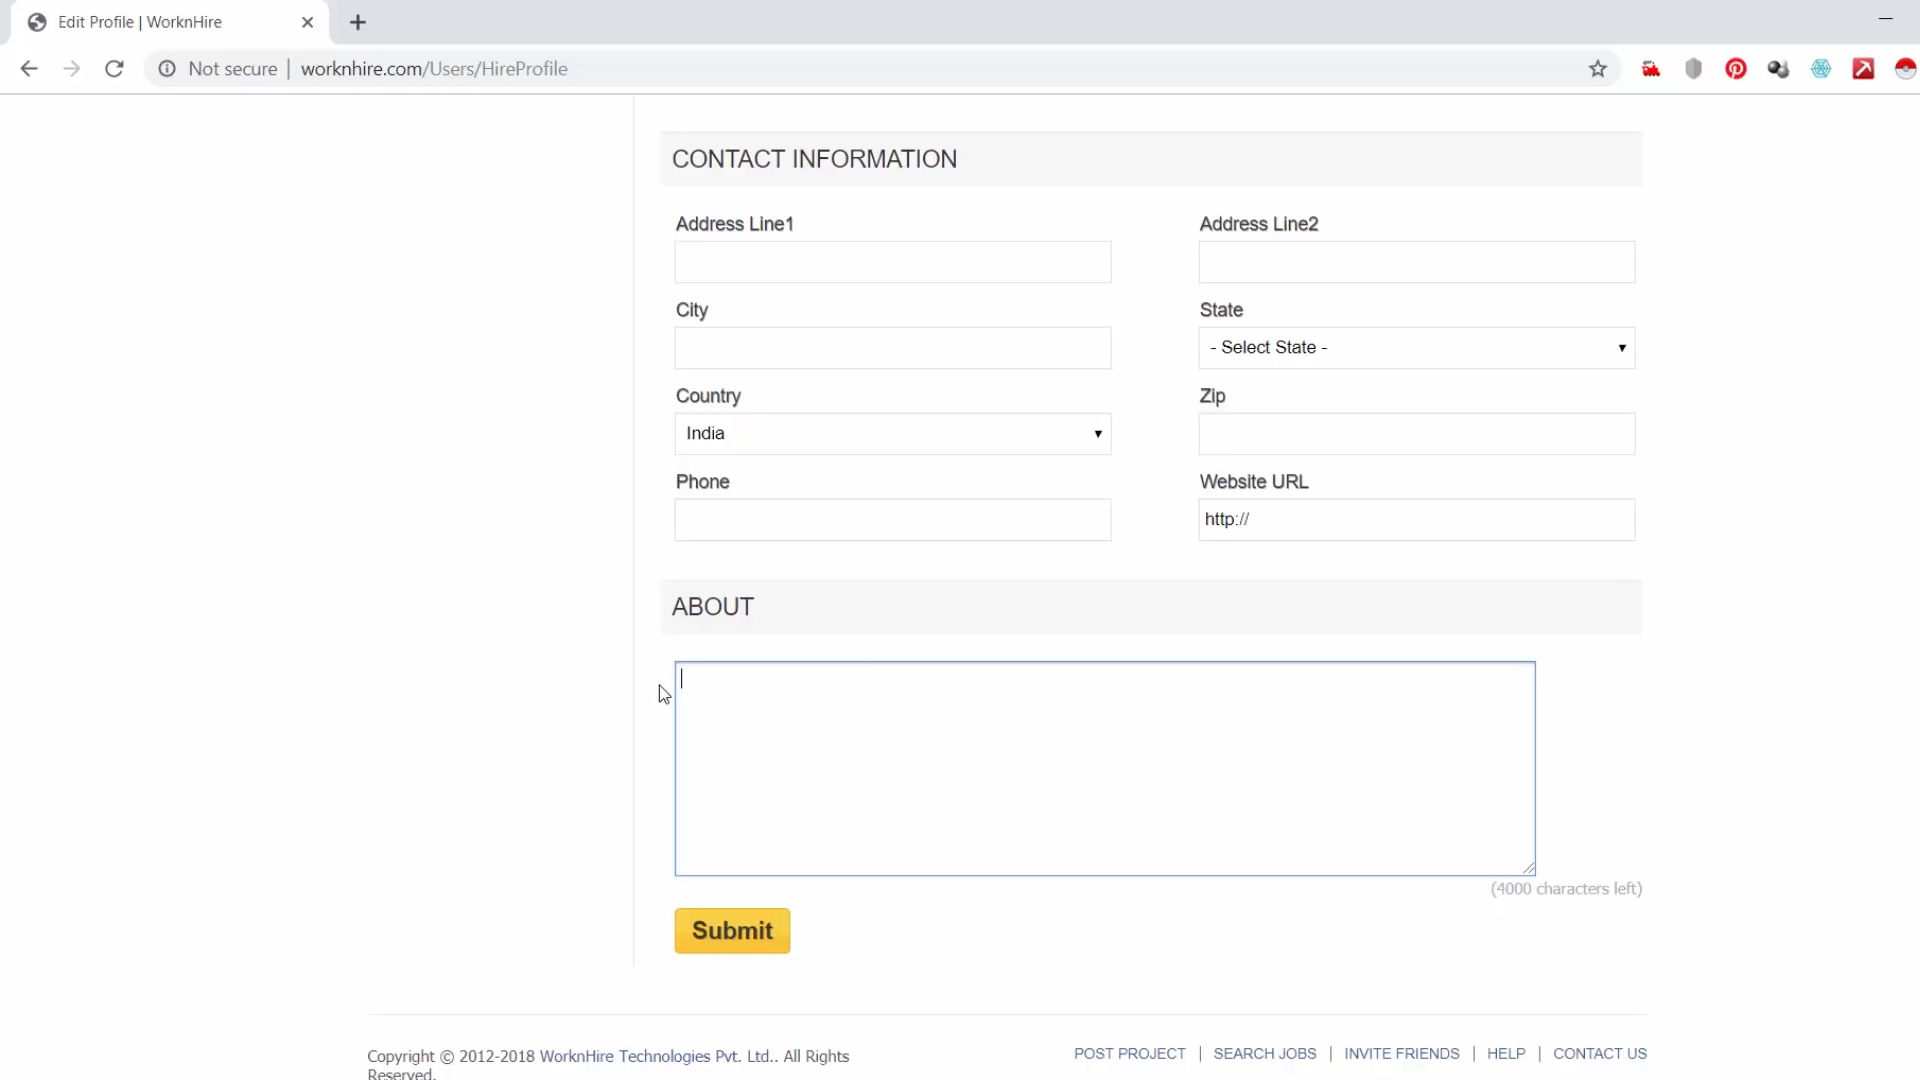 Edit Profile | WorknHire
Not secure | worknhire.com/Users/HireProfile
CONTACT INFORMATION
Address Line1
Address Line2
City
State
- Select State -
Country
Zip
India
Phone
Website URL
http://
ABOUT
(4000 characters left)
Submit
Copyright © 2012-2018 WorknHire Technologies Pvt. Ltd.. All Rights
Reserved.
POST PROJECT | SEARCH JOBS | INVITE FRIENDS | HELP | CONTACT US